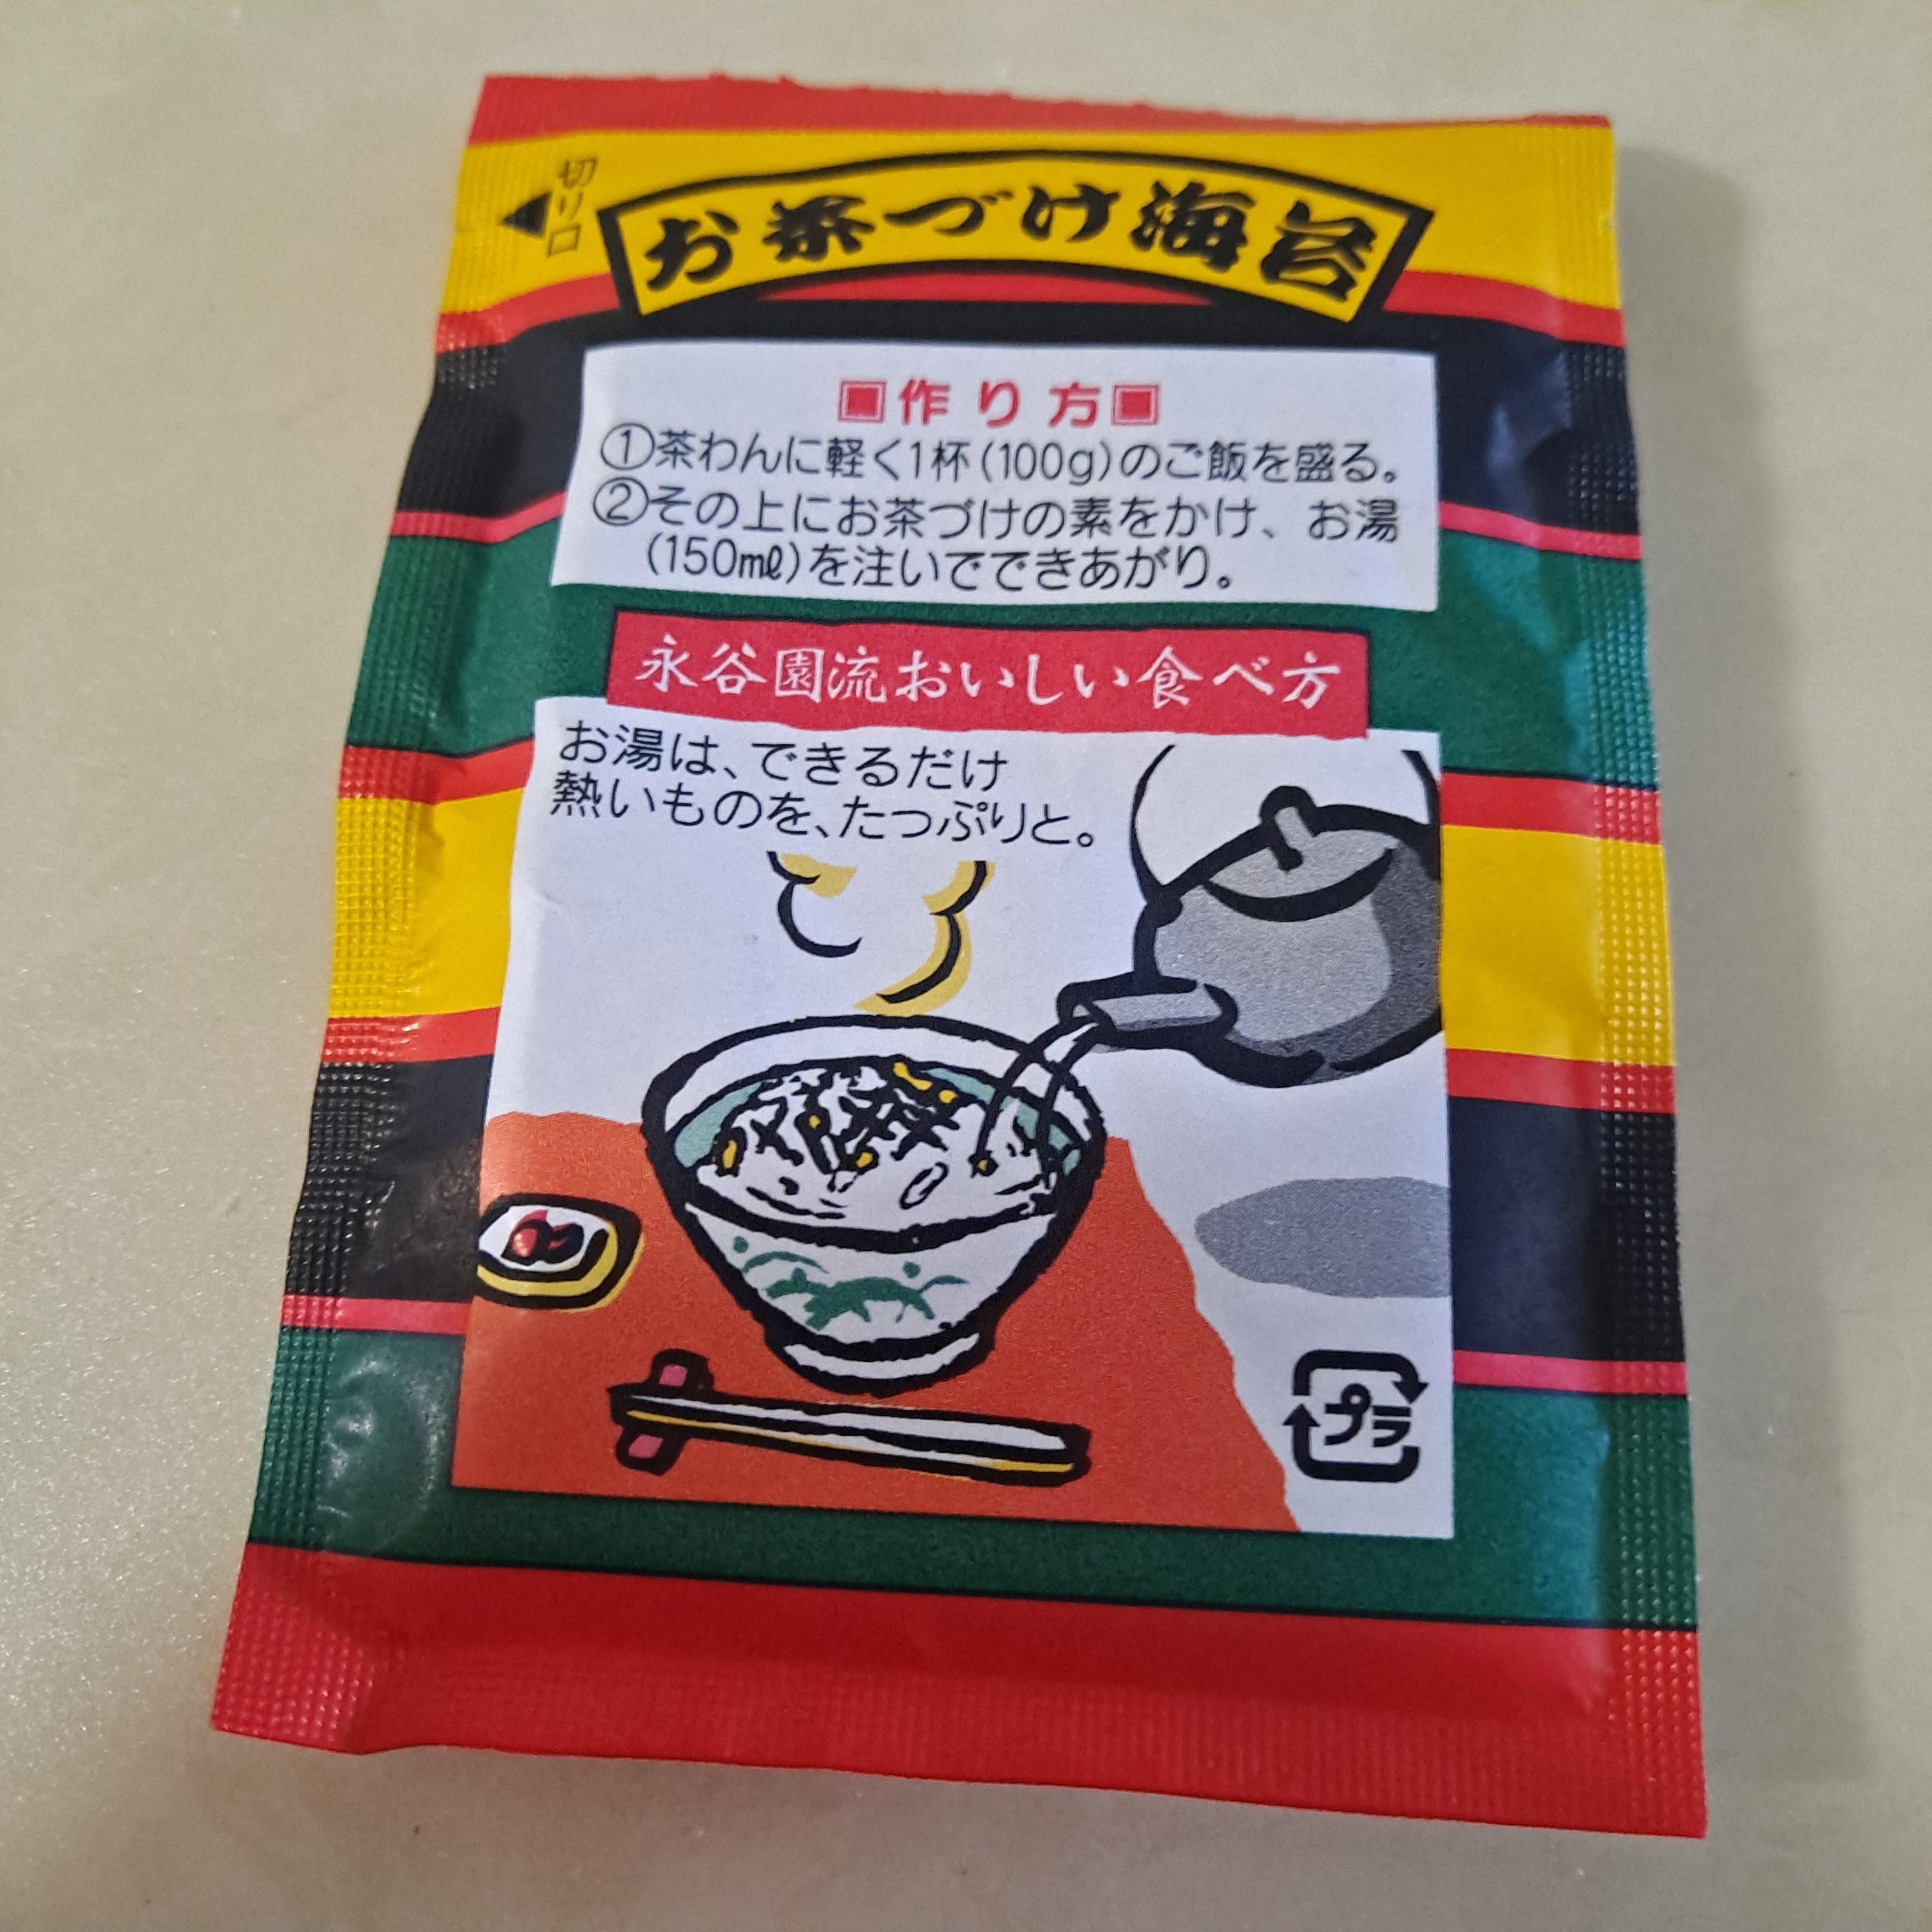 切り口
お茶づけ海苔
▣作り方▣
①茶わんに軽く1杯(100g)のご飯を盛る。
②その上にお茶づけの素をかけ、お湯
(150㎖)を注いでできあがり。
永谷園流おいしい食べ方
お湯は、できるだけ
熱いものを、たっぷりと。
プラ